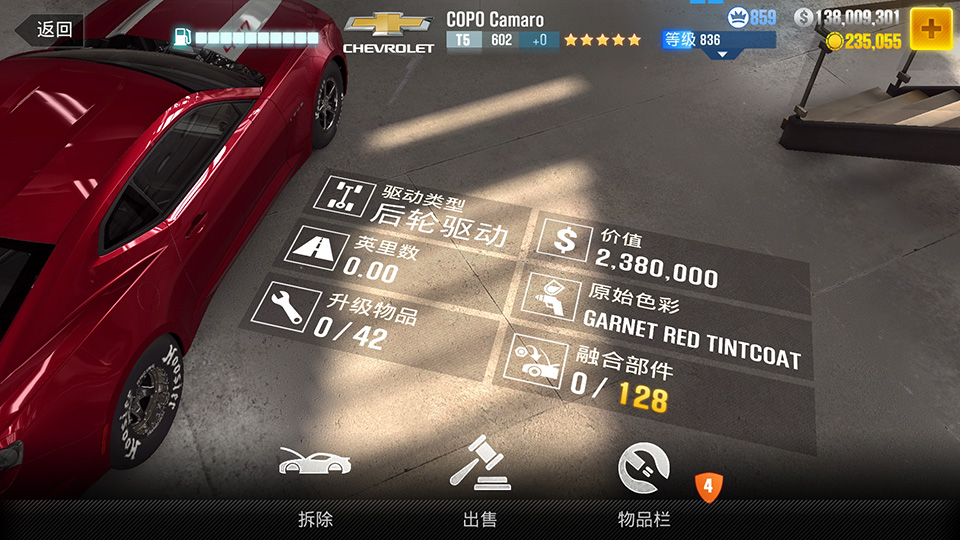 返回
CHEVROLET
COPO Camaro
T5 602 +0
859
138,009,301
等级 836
235,055
驱动类型
后轮驱动
英里数
0.00
升级物品
0 / 42
价值
2,380,000
原始色彩
GARNET RED TINTCOAT
融合部件
0 / 128
Hoosier
Hoosier
拆除
出售
物品栏
4